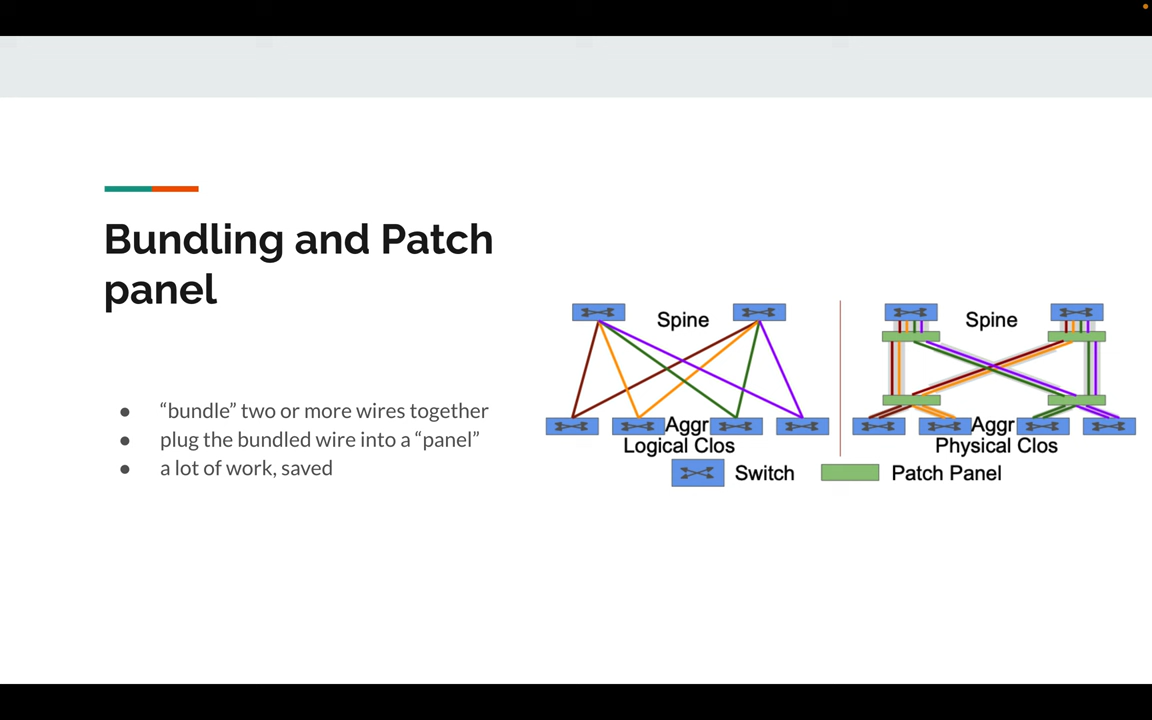 Bundling and Patch
panel
● “bundle” two or more wires together
● plug the bundled wire into a “panel”
● a lot of work, saved
Spine
Aggr
Logical Clos
Spine
Aggr
Physical Clos
Switch
Patch Panel